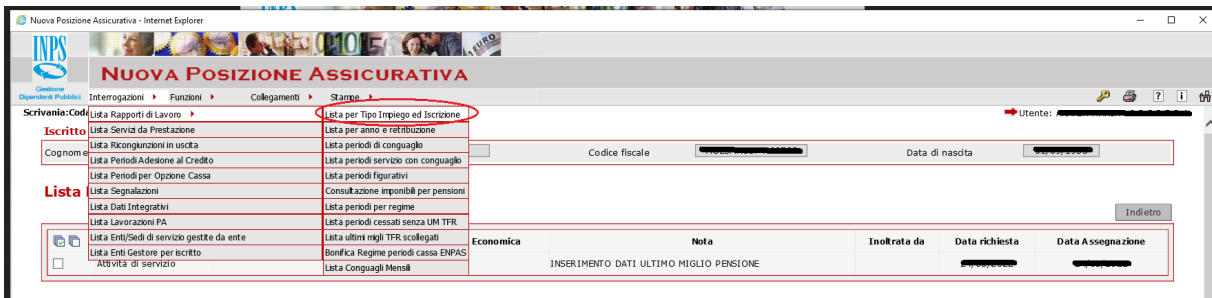 Nuova Posizione Assicurativa - Internet Explorer
INPS
Gestione
Dipendenti Pubblici
NUOVA POSIZIONE ASSICURATIVA
Interrogazioni Funzioni Collegamenti Stampe
Scrivania:Coda
Utente:
Lista Rapporti di Lavoro
Lista Servizi da Prestazione
Lista Ricongiunzioni in uscita
Lista Periodi Adesione al Credito
Lista Periodi per Opzione Cassa
Lista Segnalazioni
Lista Dati Integrativi
Lista Lavorazioni PA
Lista Enti/Sedi di servizio gestite da ente
Lista Enti Gestore per iscritto
Lista per Tipo Impiego ed Iscrizione
Lista per anno e retribuzione
Lista periodi di conguaglio
Lista periodi servizio con conguaglio
Lista periodi figurativi
Consultazione imponibili per pensioni
Lista periodi per regime
Lista periodi cessati senza UM TFR
Lista ultimi migli TFR scollegati
Bonifica Regime periodi cassa ENPAS
Lista Conguagli Mensili
Iscritto
Cognome Codice fiscale Data di nascita
Lista
Indietro
Economica Nota Inoltrata da Data richiesta Data Assegnazione
Attività di servizio INSERIMENTO DATI ULTIMO MIGLIO PENSIONE